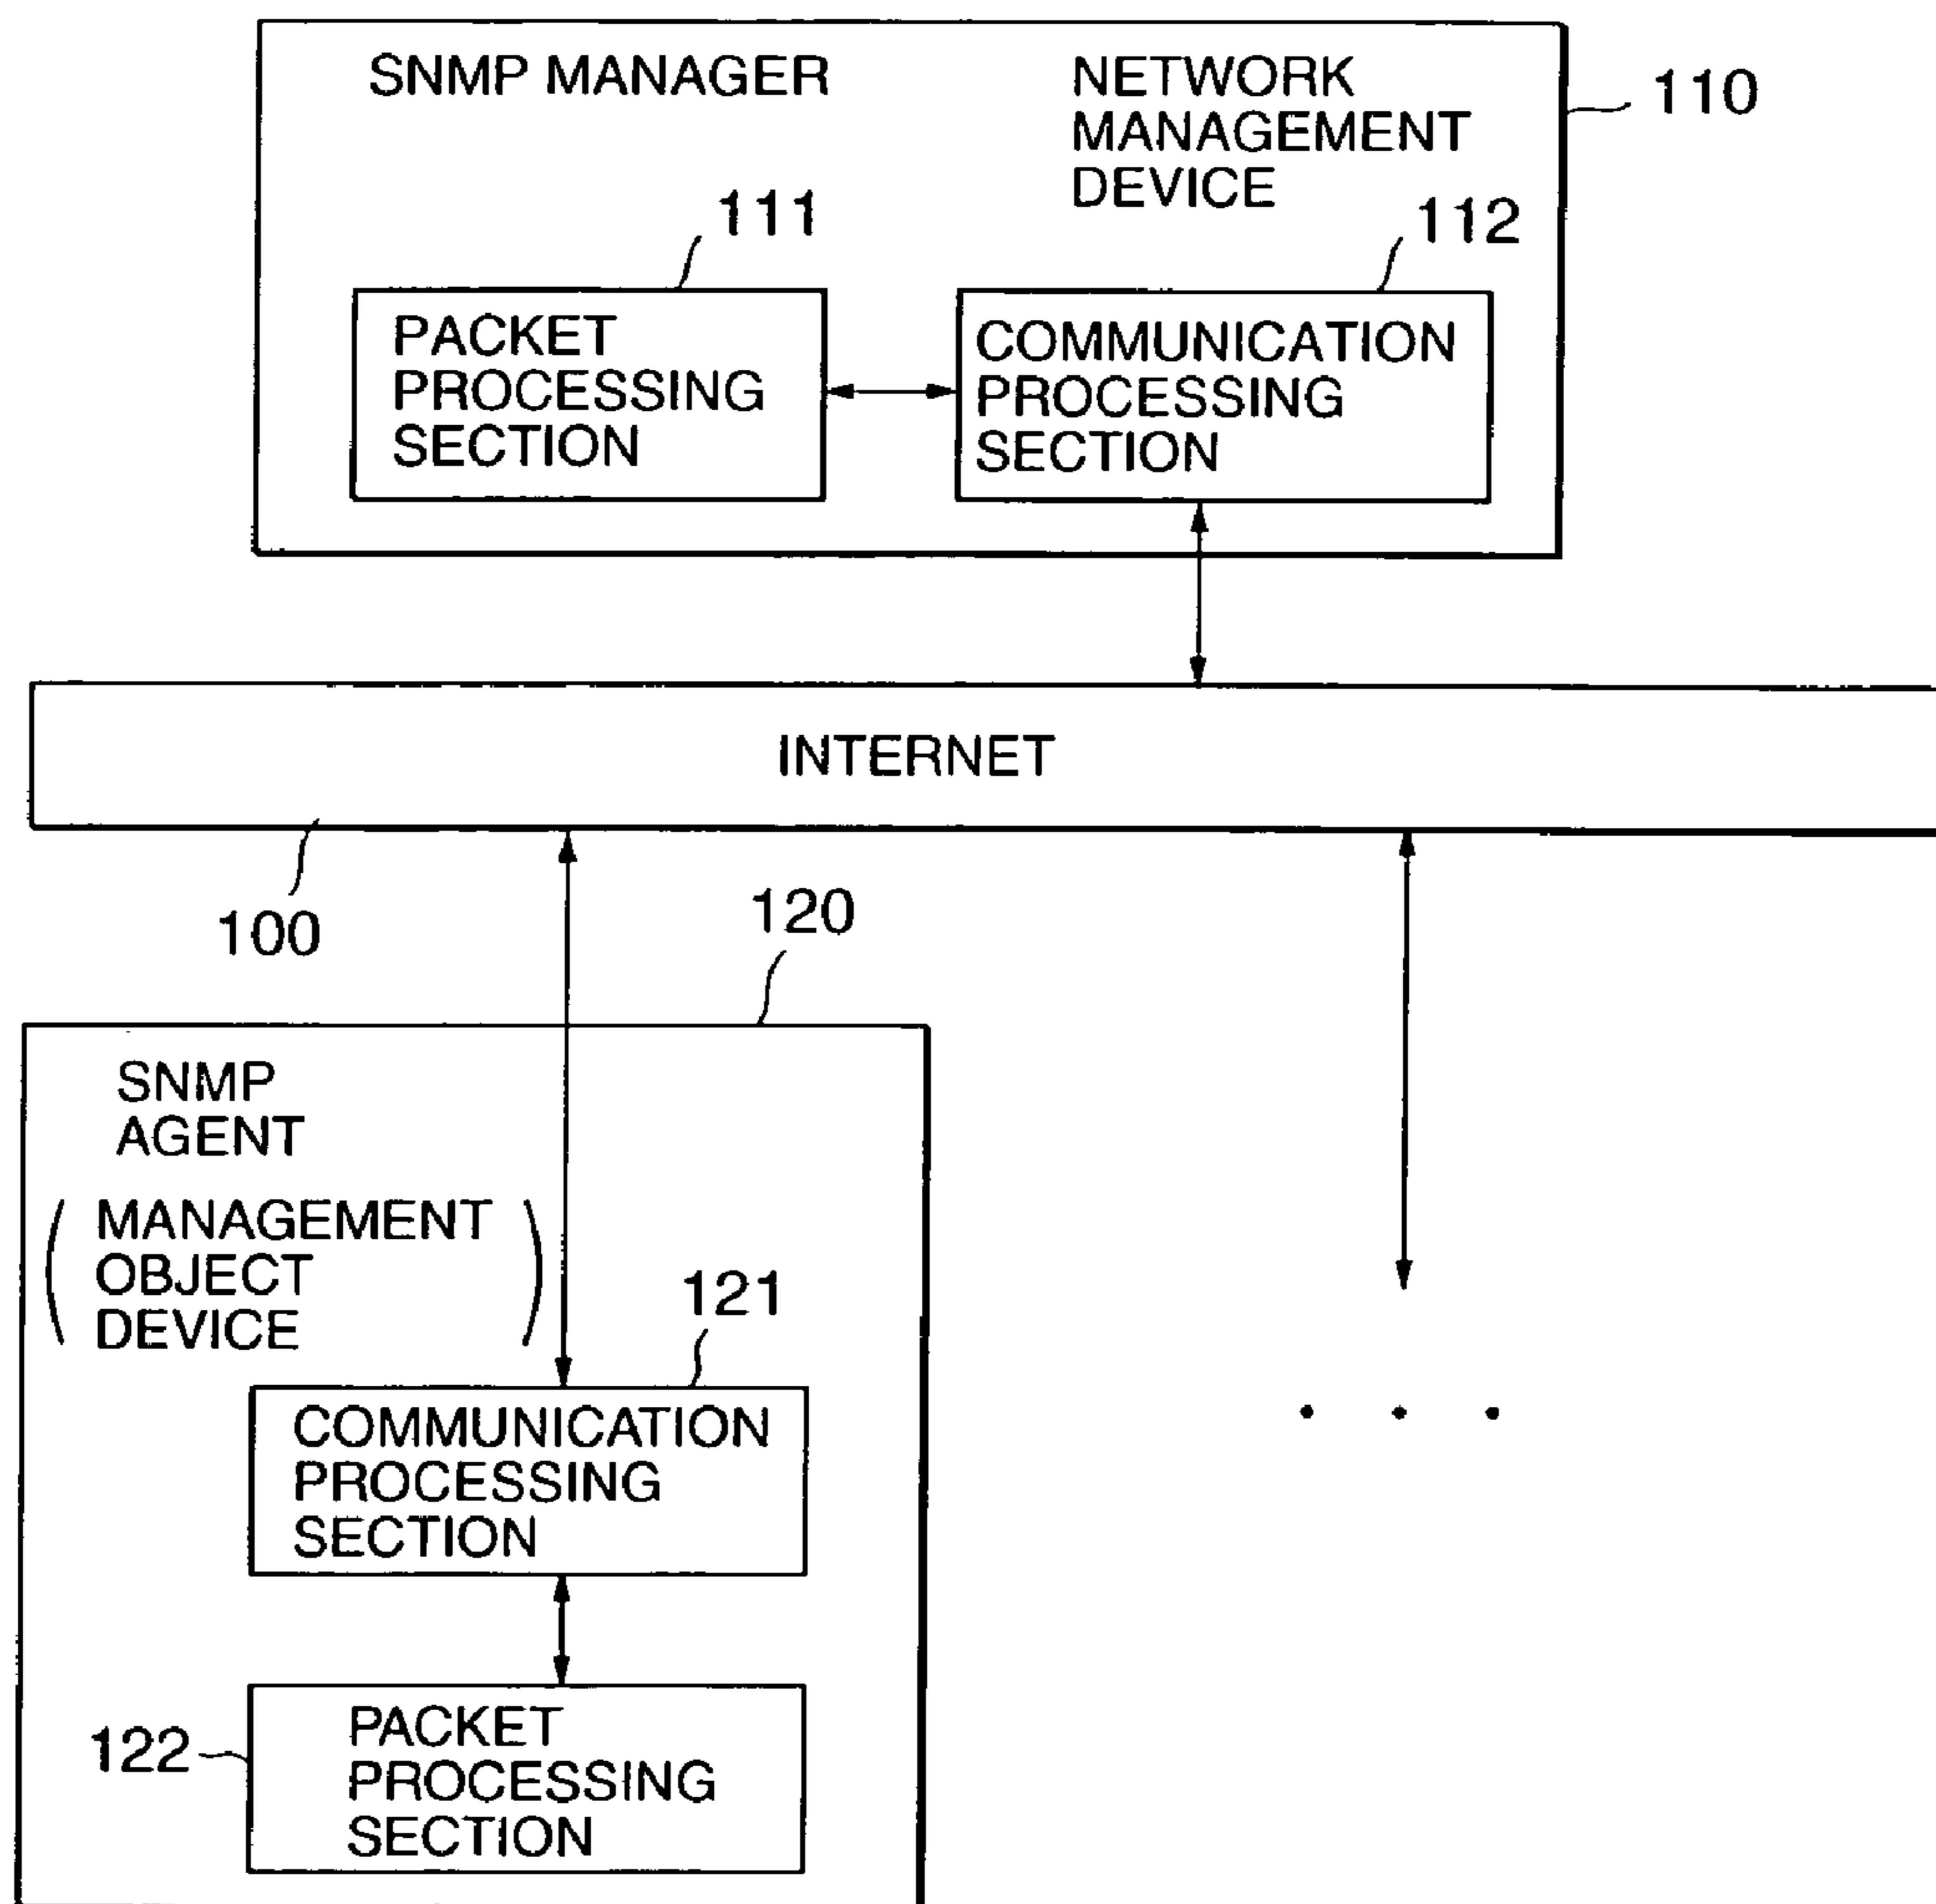 SNMP MANAGER
NETWORK
MANAGEMENT
DEVICE
110
111
112
PACKET
PROCESSING
SECTION
COMMUNICATION
PROCESSING
SECTION
INTERNET
100
120
SNMP
AGENT
( MANAGEMENT
OBJECT
DEVICE )
121
COMMUNICATION
PROCESSING
SECTION
. . .
122
PACKET
PROCESSING
SECTION